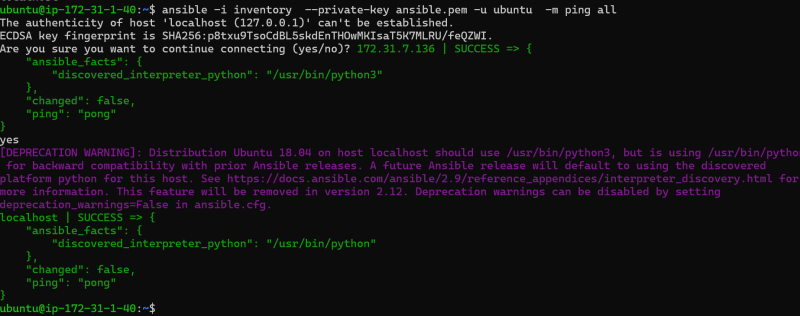 ubuntu@ip-172-31-1-40:~$ ansible -i inventory  --private-key ansible.pem -u ubuntu  -m ping all
The authenticity of host 'localhost (127.0.0.1)' can't be established.
ECDSA key fingerprint is SHA256:p8txu9TsoCdBL5skdEnTHOwMKIsaT5K7MLRU/feQZWI.
Are you sure you want to continue connecting (yes/no)? 172.31.7.136 | SUCCESS => {
    "ansible_facts": {
        "discovered_interpreter_python": "/usr/bin/python3"
    },
    "changed": false,
    "ping": "pong"
}
yes
[DEPRECATION WARNING]: Distribution Ubuntu 18.04 on host localhost should use /usr/bin/python3, but is using /usr/bin/python
 for backward compatibility with prior Ansible releases. A future Ansible release will default to using the discovered
platform python for this host. See https://docs.ansible.com/ansible/2.9/reference_appendices/interpreter_discovery.html for
more information. This feature will be removed in version 2.12. Deprecation warnings can be disabled by setting
deprecation_warnings=False in ansible.cfg.
localhost | SUCCESS => {
    "ansible_facts": {
        "discovered_interpreter_python": "/usr/bin/python"
    },
    "changed": false,
    "ping": "pong"
}
ubuntu@ip-172-31-1-40:~$